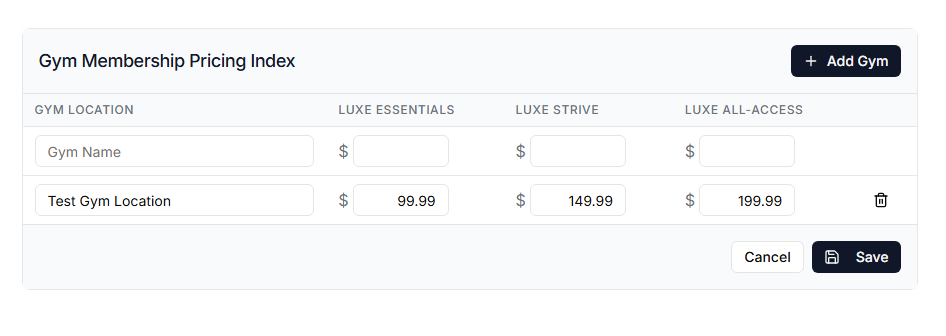 Gym Membership Pricing Index
+ Add Gym
GYM LOCATION LUXE ESSENTIALS LUXE STRIVE LUXE ALL-ACCESS
Gym Name $ $ $
Test Gym Location $ 99.99 $ 149.99 $ 199.99
Cancel Save